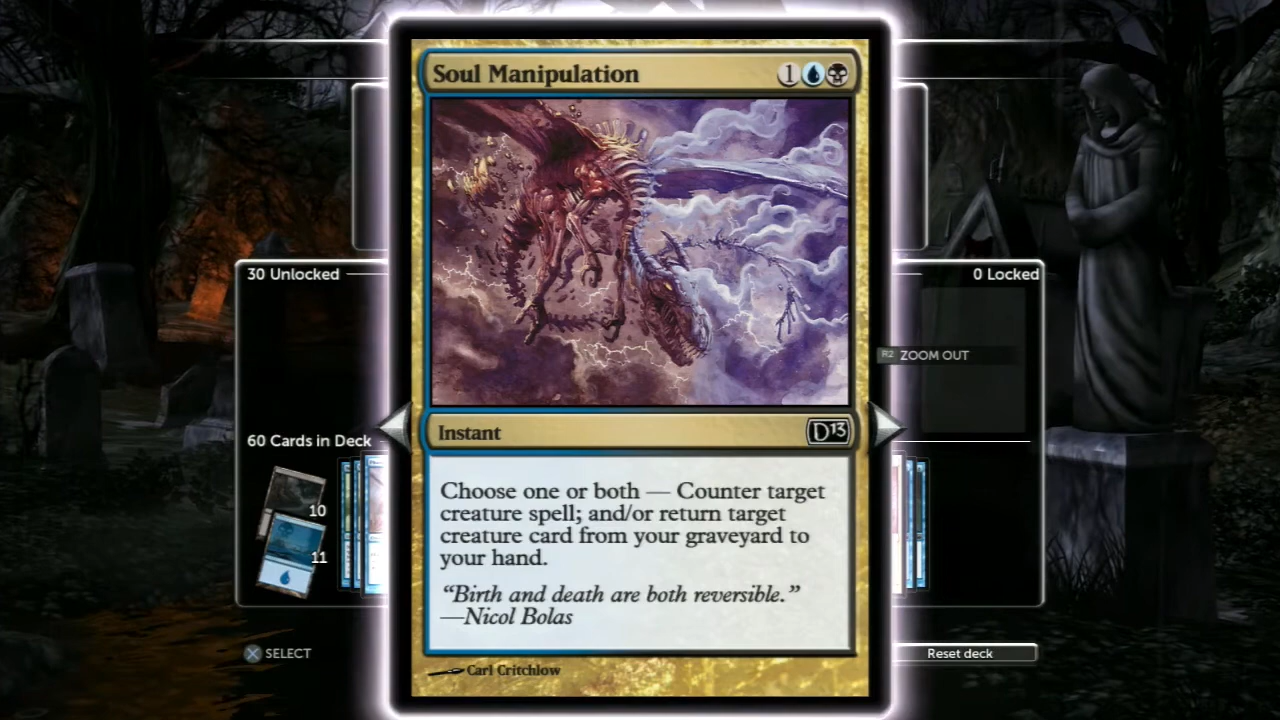 Soul Manipulation 1
30 Unlocked
0 Locked
R2 ZOOM OUT
60 Cards in Deck
Instant D13
10
11
Choose one or both — Counter target
creature spell; and/or return target
creature card from your graveyard to
your hand.
“Birth and death are both reversible.”
—Nicol Bolas
SELECT
Reset deck
Carl Critchlow